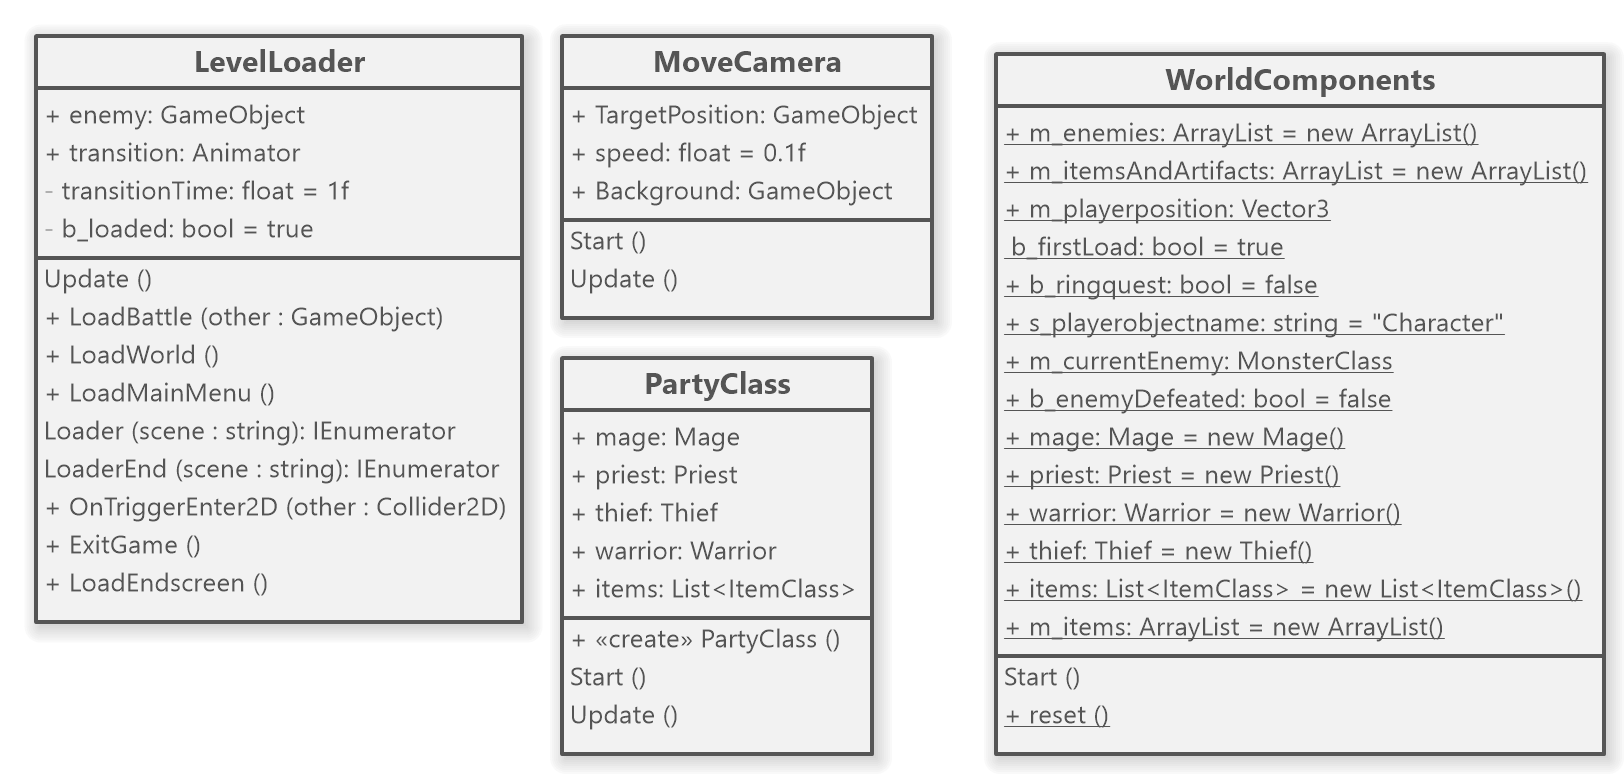 LevelLoader
+ enemy: GameObject
+ transition: Animator
- transitionTime: float = 1f
- b_loaded: bool = true
Update ()
+ LoadBattle (other : GameObject)
+ LoadWorld ()
+ LoadMainMenu ()
Loader (scene : string): IEnumerator
LoaderEnd (scene : string): IEnumerator
+ OnTriggerEnter2D (other : Collider2D)
+ ExitGame ()
+ LoadEndscreen ()
MoveCamera
+ TargetPosition: GameObject
+ speed: float = 0.1f
+ Background: GameObject
Start ()
Update ()
PartyClass
+ mage: Mage
+ priest: Priest
+ thief: Thief
+ warrior: Warrior
+ items: List<ItemClass>
+ «create» PartyClass ()
Start ()
Update ()
WorldComponents
+ m_enemies: ArrayList = new ArrayList()
+ m_itemsAndArtifacts: ArrayList = new ArrayList()
+ m_playerposition: Vector3
b_firstLoad: bool = true
+ b_ringquest: bool = false
+ s_playerobjectname: string = "Character"
+ m_currentEnemy: MonsterClass
+ b_enemyDefeated: bool = false
+ mage: Mage = new Mage()
+ priest: Priest = new Priest()
+ warrior: Warrior = new Warrior()
+ thief: Thief = new Thief()
+ items: List<ItemClass> = new List<ItemClass>()
+ m_items: ArrayList = new ArrayList()
Start ()
+ reset ()